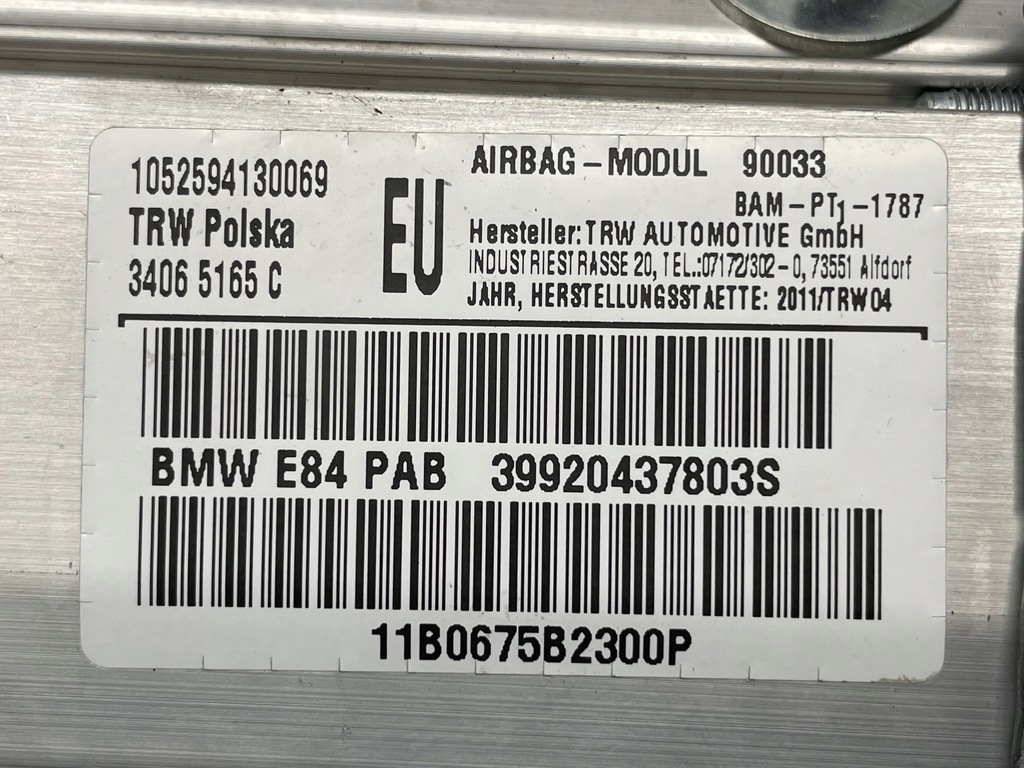 1052594130069
TRW Polska
3406 5165 C
EU
AIRBAG – MODUL 90033
BAM – PT1 – 1787
Hersteller: TRW AUTOMOTIVE GmbH
INDUSTRIESTRASSE 20, TEL.:07172/302-0, 73551 Alfdorf
JAHR, HERSTELLUNGSSTAETTE: 2011/TRW04
BMW E84 PAB 39920437803S
11B0675B2300P